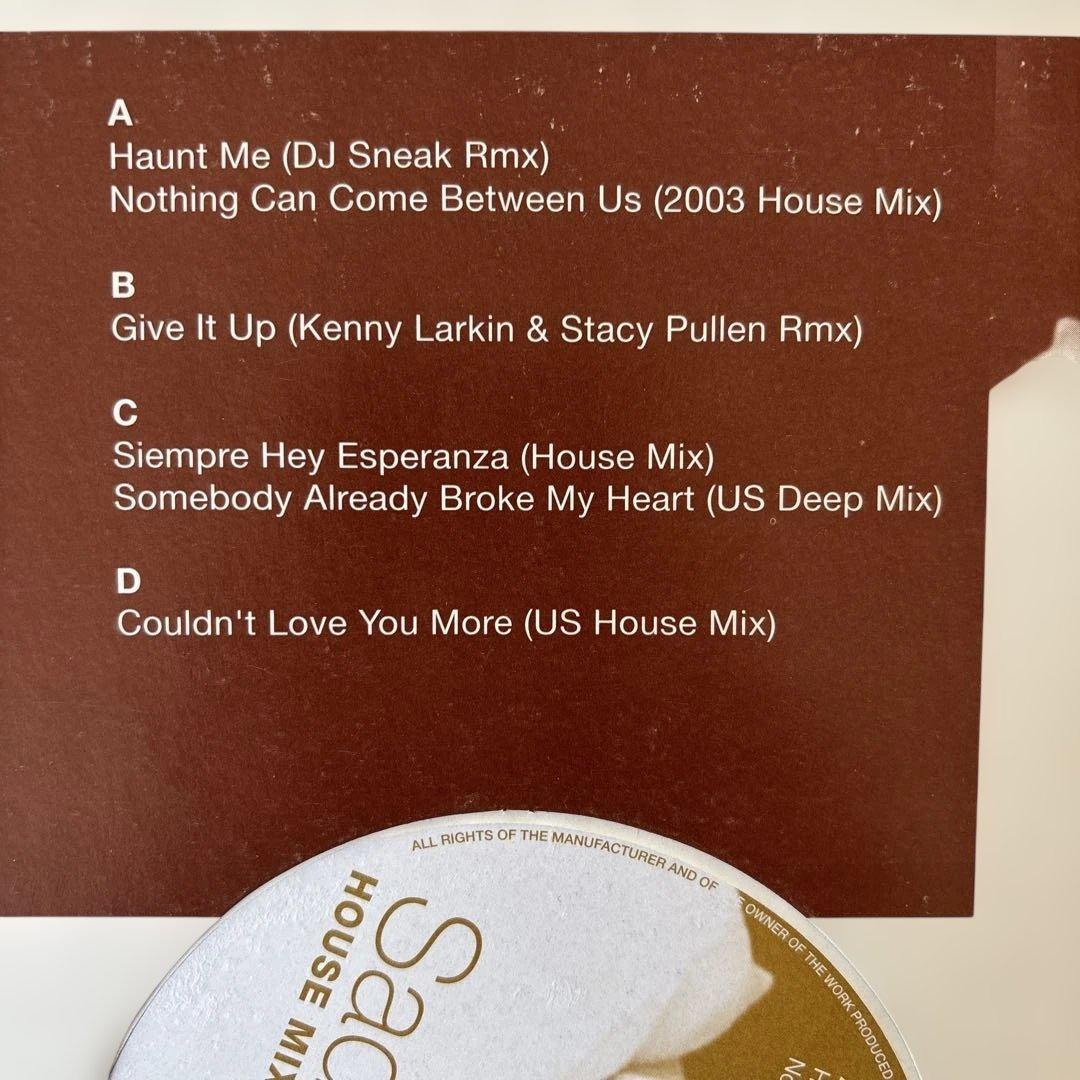 A
Haunt Me (DJ Sneak Rmx)
Nothing Can Come Between Us (2003 House Mix)
B
Give It Up (Kenny Larkin & Stacy Pullen Rmx)
C
Siempre Hey Esperanza (House Mix)
Somebody Already Broke My Heart (US Deep Mix)
D
Couldn't Love You More (US House Mix)
ALL RIGHTS OF THE MANUFACTURER AND OF
OWNER OF THE WORK PRODUCED
Sad
HOUSE MIX